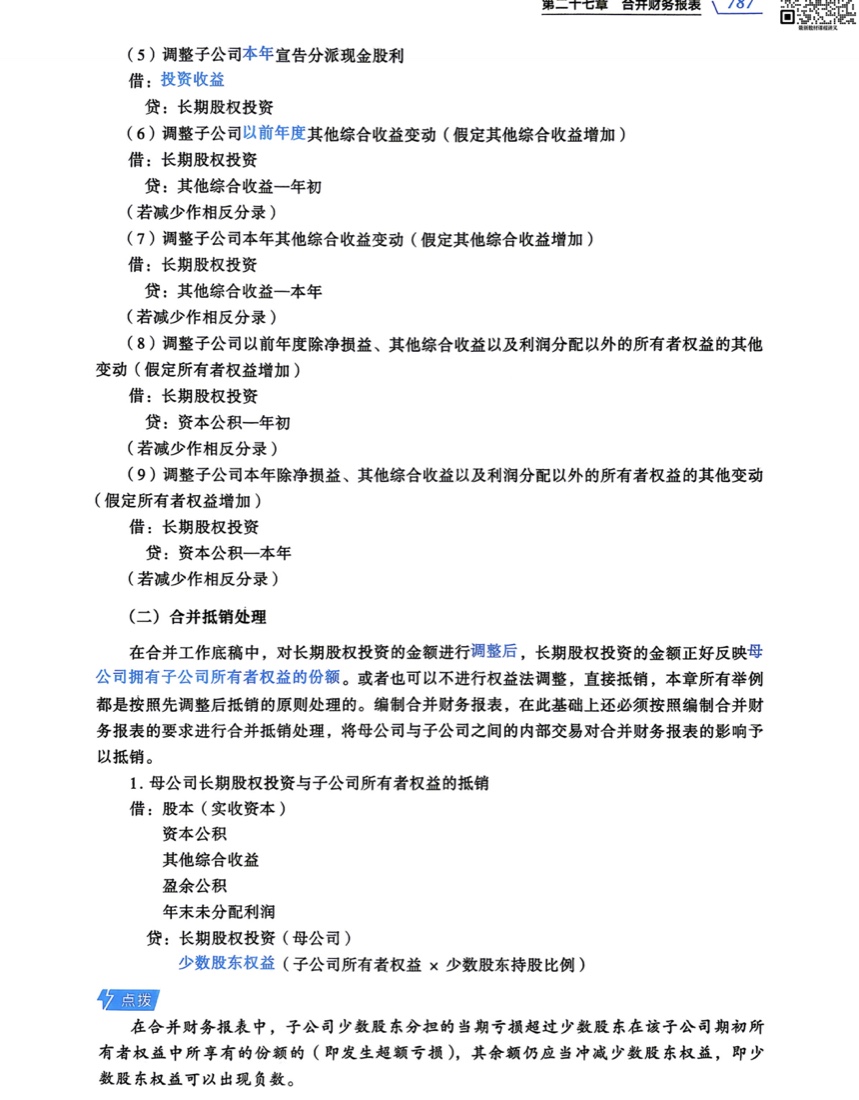 第二十七章 合并财务报表 787
(5)调整子公司本年宣告分派现金股利
借:投资收益
贷:长期股权投资
(6)调整子公司以前年度其他综合收益变动(假定其他综合收益增加)
借:长期股权投资
贷:其他综合收益—年初
(若减少作相反分录)
(7)调整子公司本年其他综合收益变动(假定其他综合收益增加)
借:长期股权投资
贷:其他综合收益—本年
(若减少作相反分录)
(8)调整子公司以前年度除净损益、其他综合收益以及利润分配以外的所有者权益的其他
变动(假定所有者权益增加)
借:长期股权投资
贷:资本公积—年初
(若减少作相反分录)
(9)调整子公司本年除净损益、其他综合收益以及利润分配以外的所有者权益的其他变动
(假定所有者权益增加)
借:长期股权投资
贷:资本公积—本年
(若减少作相反分录)
(二)合并抵销处理
在合并工作底稿中,对长期股权投资的金额进行调整后,长期股权投资的金额正好反映母
公司拥有子公司所有者权益的份额。或者也可以不进行权益法调整,直接抵销,本章所有举例
都是按照先调整后抵销的原则处理的。编制合并财务报表,在此基础上还必须按照编制合并财
务报表的要求进行合并抵销处理,将母公司与子公司之间的内部交易对合并财务报表的影响予
以抵销。
1. 母公司长期股权投资与子公司所有者权益的抵销
借:股本(实收资本)
资本公积
其他综合收益
盈余公积
年末未分配利润
贷:长期股权投资(母公司)
少数股东权益(子公司所有者权益 × 少数股东持股比例)
点拨
在合并财务报表中,子公司少数股东分担的当期亏损超过少数股东在该子公司期初所
有者权益中所享有的份额的(即发生超额亏损),其余额仍应当冲减少数股东权益,即少
数股东权益可以出现负数。